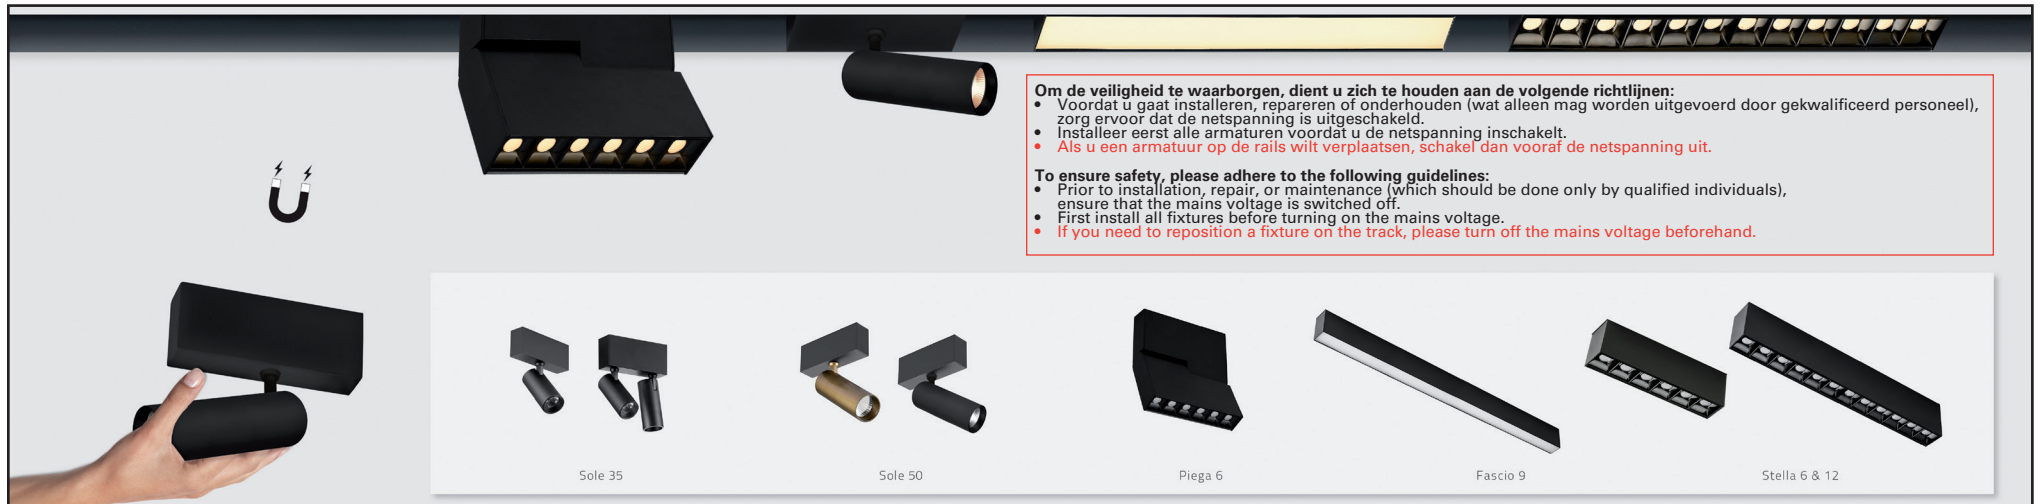 Om de veiligheid te waarborgen, dient u zich te houden aan de volgende richtlijnen:
• Voordat u gaat installeren, repareren of onderhouden (wat alleen mag worden uitgevoerd door gekwalificeerd personeel),
zorg ervoor dat de netspanning is uitgeschakeld.
• Installeer eerst alle armaturen voordat u de netspanning inschakelt.
• Als u een armatuur op de rails wilt verplaatsen, schakel dan vooraf de netspanning uit.
To ensure safety, please adhere to the following guidelines:
• Prior to installation, repair, or maintenance (which should be done only by qualified individuals),
ensure that the mains voltage is switched off.
• First install all fixtures before turning on the mains voltage.
• If you need to reposition a fixture on the track, please turn off the mains voltage beforehand.
Sole 35
Sole 50
Piega 6
Fascio 9
Stella 6 & 12